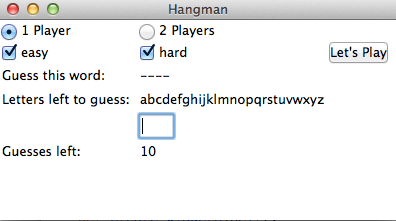 Hangman
1 Player 2 Players
easy hard Let's Play
Guess this word: ----
Letters left to guess: abcdefghijklmnopqrstuvwxyz
Guesses left: 10